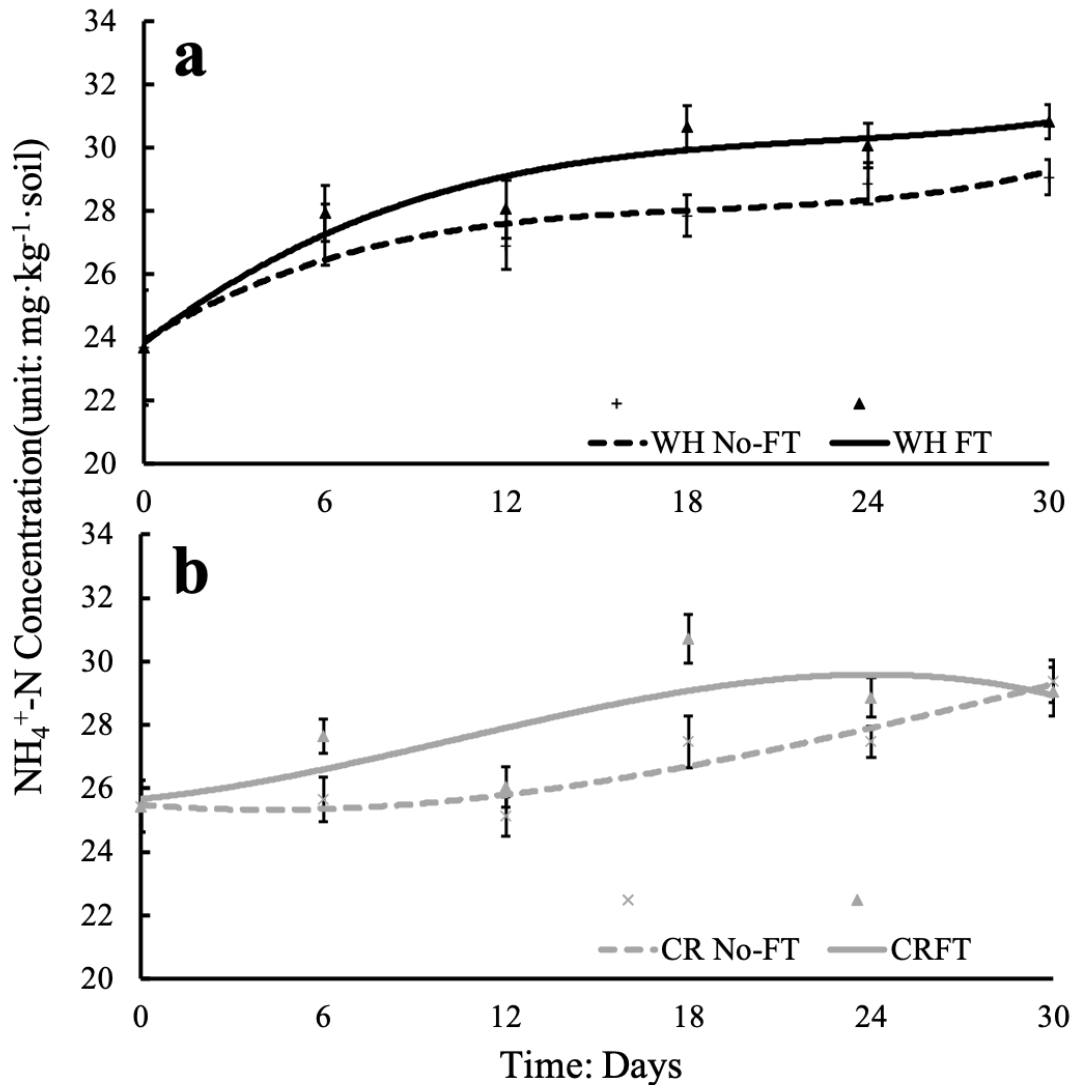 NH₄⁺-N Concentration(unit: mg·kg⁻¹·soil)
a
34
32
30
28
26
24
22
20
WH No-FT
WH FT
0 6 12 18 24 30
b
34
32
30
28
26
24
22
20
CR No-FT
CRFT
0 6 12 18 24 30
Time: Days